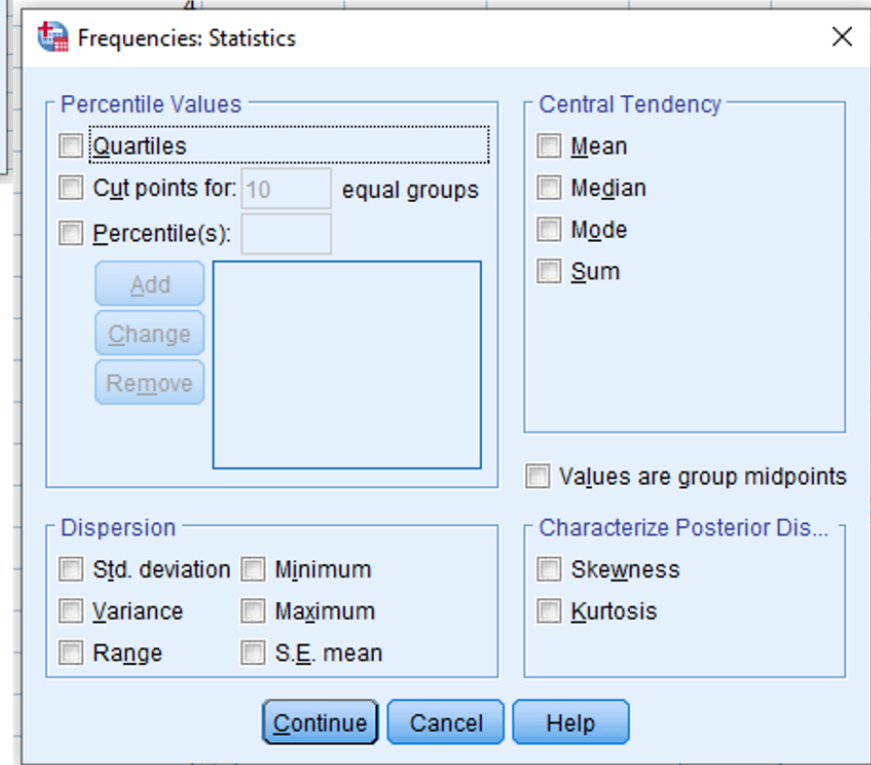 4
Frequencies: Statistics
Percentile Values
Quartiles
Cut points for: 10 equal groups
Percentile(s):
Add
Change
Remove
Central Tendency
Mean
Median
Mode
Sum
Values are group midpoints
Dispersion
Std. deviation Minimum
Variance Maximum
Range S.E. mean
Characterize Posterior Dis...
Skewness
Kurtosis
Continue Cancel Help